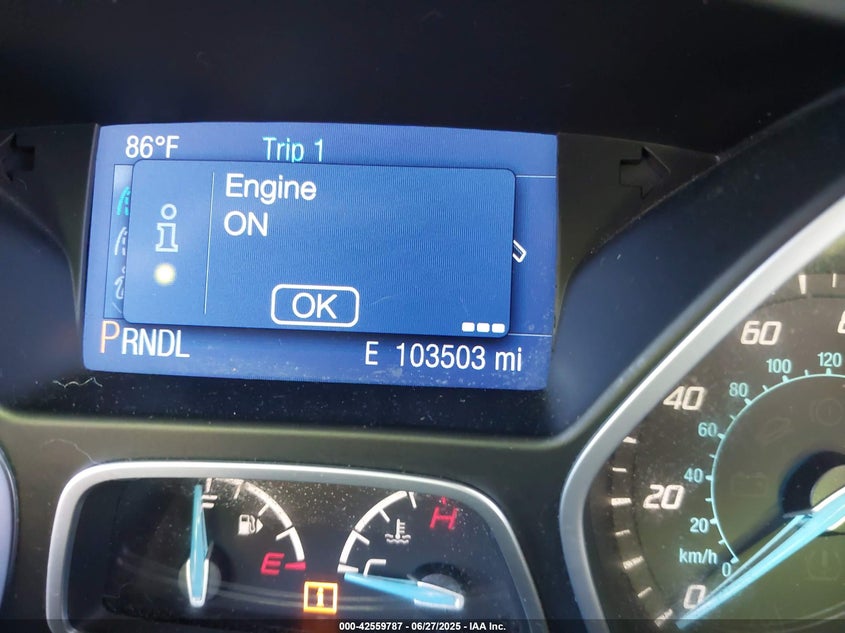 86°F Trip 1
Engine
ON
OK
PRNDL E 103503 mi
60
100 120
80
40
60
40
20
20
km/h 0
0
F
E
H
C
000-42559787 - 06/27/2025 - IAA Inc.